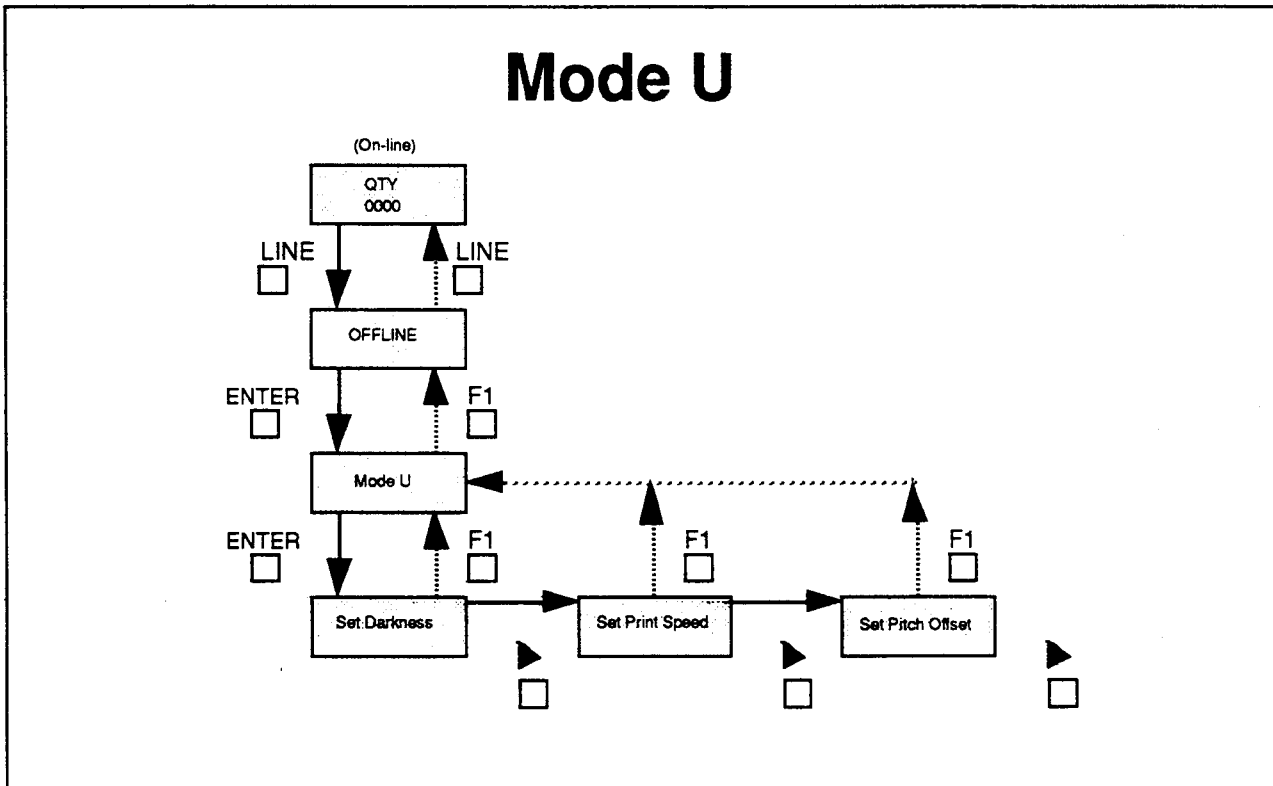 Mode U
(On-line)
QTY
0000
LINE LINE
OFFLINE
ENTER F1
Mode U
ENTER F1 F1 F1
Set Darkness Set Print Speed Set Pitch Offset